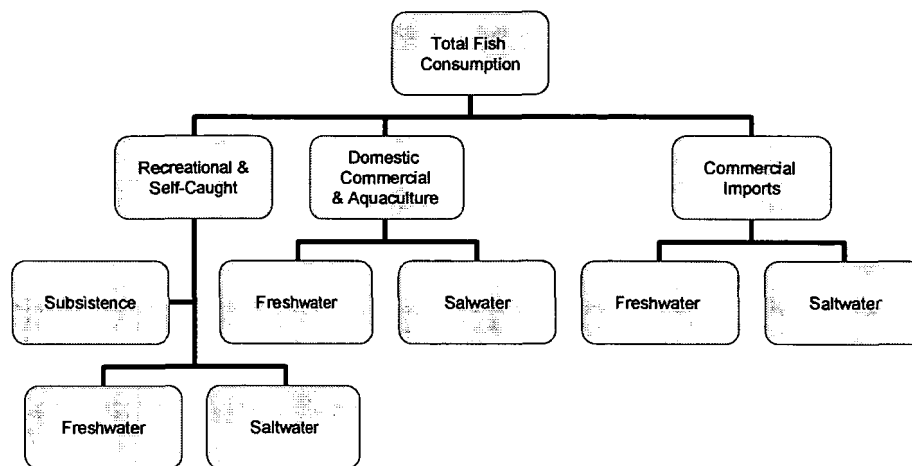 Total Fish
Consumption
Recreational &
Self-Caught
Domestic
Commercial
& Aquaculture
Commercial
Imports
Subsistence
Freshwater
Salwater
Freshwater
Saltwater
Freshwater
Saltwater